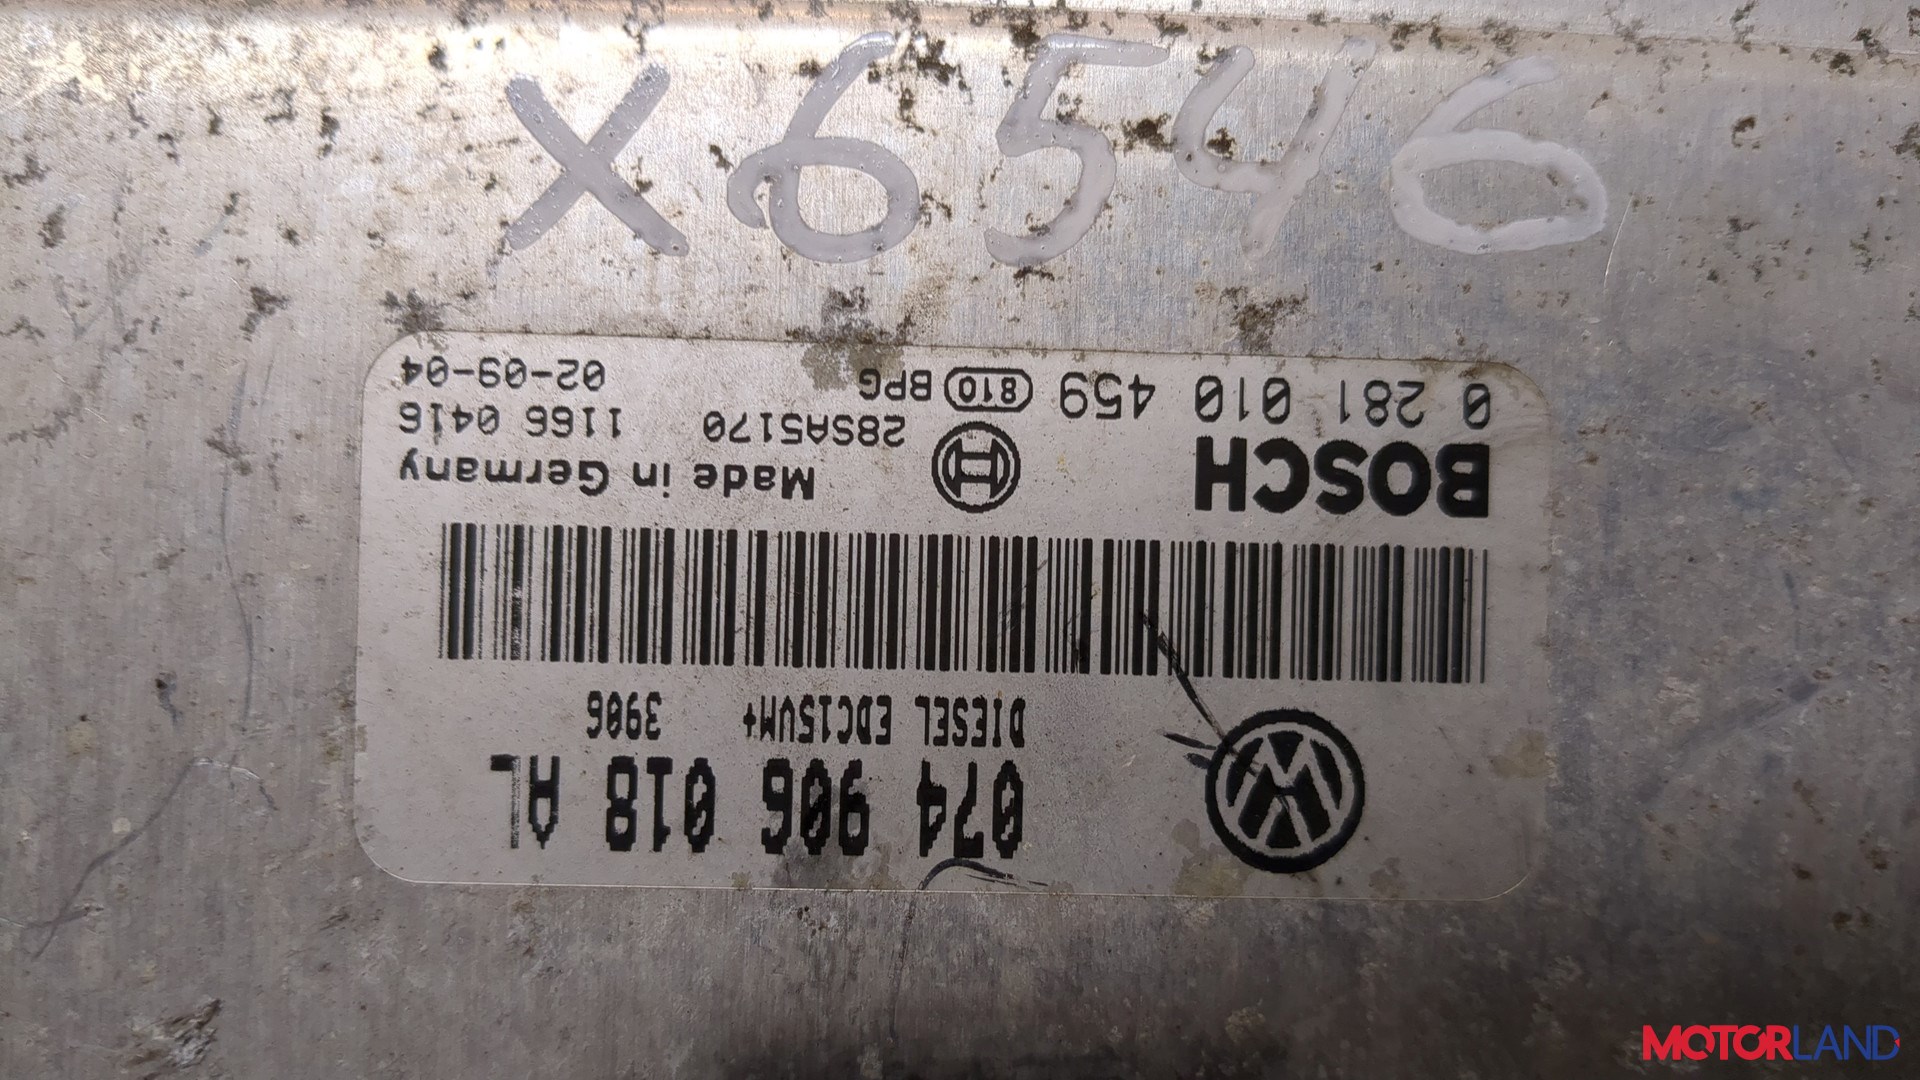 X6546
074 906 018 AL
DIESEL EDC15VM+ 3906
BOSCH
Made in Germany
28SA5170 1166 0416
0 281 010 459 810 BPG 02-09-04
MOTORLAND